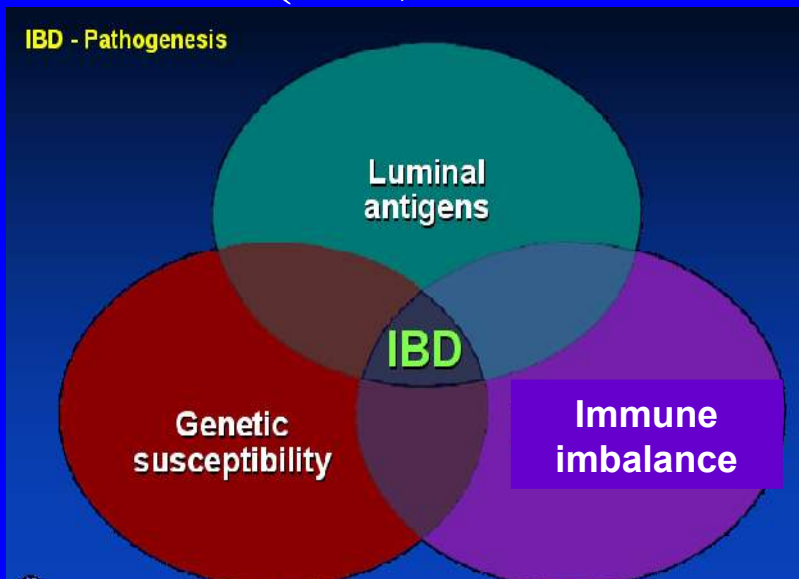 IBD - Pathogenesis
Luminal
antigens
IBD
Genetic
susceptibility
Immune
imbalance